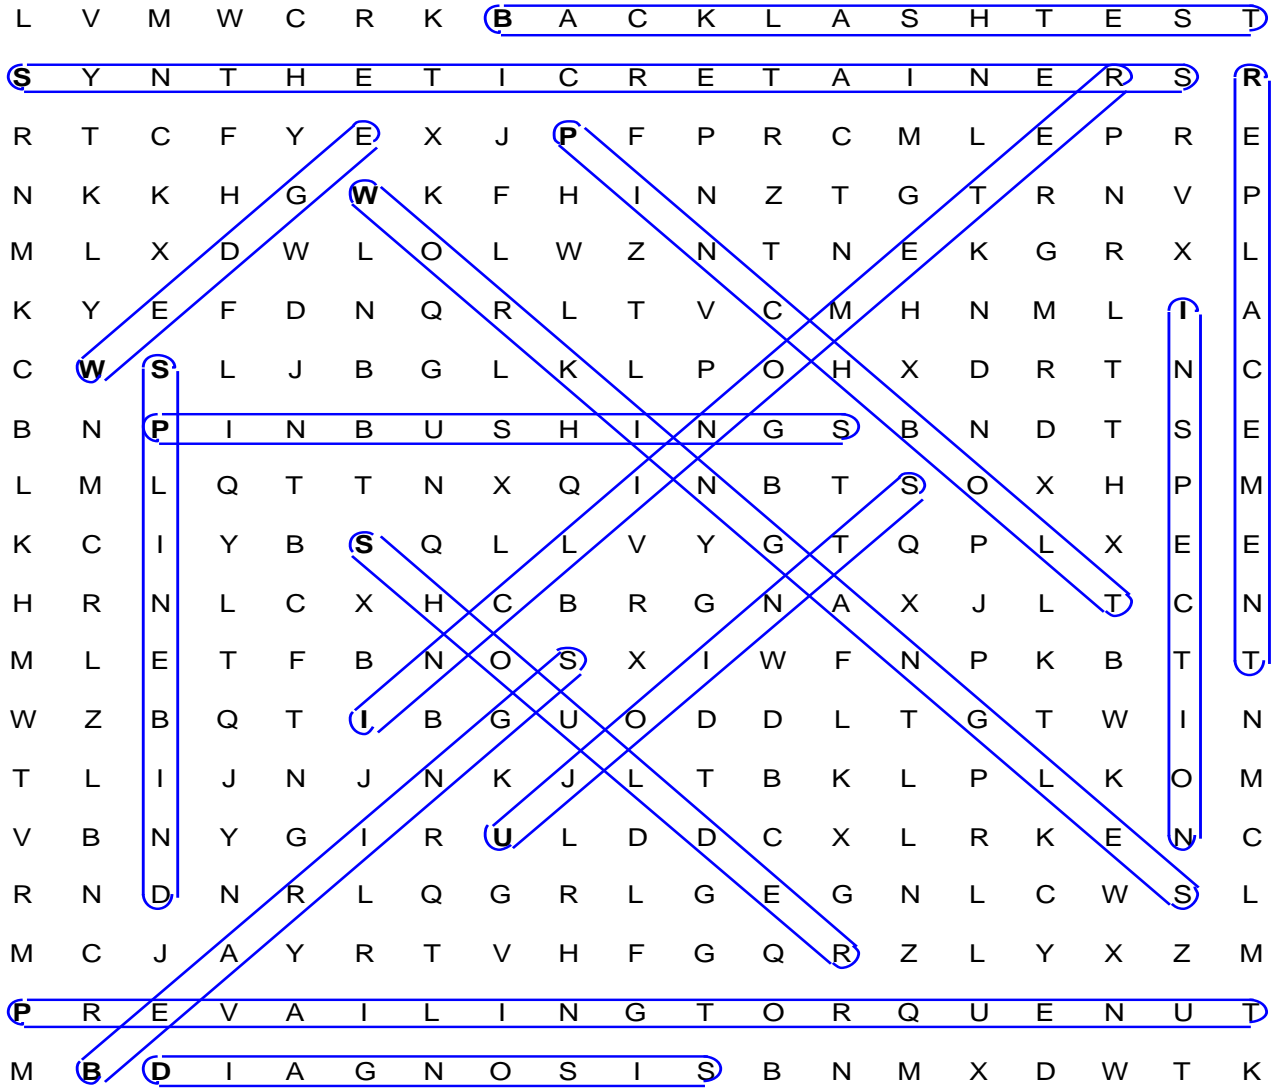 L V M W C R K B A C K L A S H T E S T
S Y N T H E T I C R E T A I N E R S R
R T C F Y E X J P F P R C M L E P R E
N K K H G W K F H I N Z T G T R N V P
M L X D W L O L W Z N T N E K G R X L
K Y E F D N Q R L T V C M H N M L I A
C W S L J B G L K L P O H X D R T N C
B N P I N B U S H I N G S B N D T S E
L M L Q T T N X Q I N B T S O X H P M
K C I Y B S Q L L V Y G T Q P L X E E
H R N L C X H C B R G N A X J L T C N
M L E T F B N O S X I W F N P K B T T
W Z B Q T I B G U O D D L T G T W I N
T L I J N J N K J L T B K L P L K O M
V B N Y G I R U L D D C X L R K E N C
R N D N R L Q G R L G E G N L C W S L
M C J A Y R T V H F G Q R Z L Y X Z M
P R E V A I L I N G T O R Q U E N U T
M B D I A G N O S I S B N M X D W T K